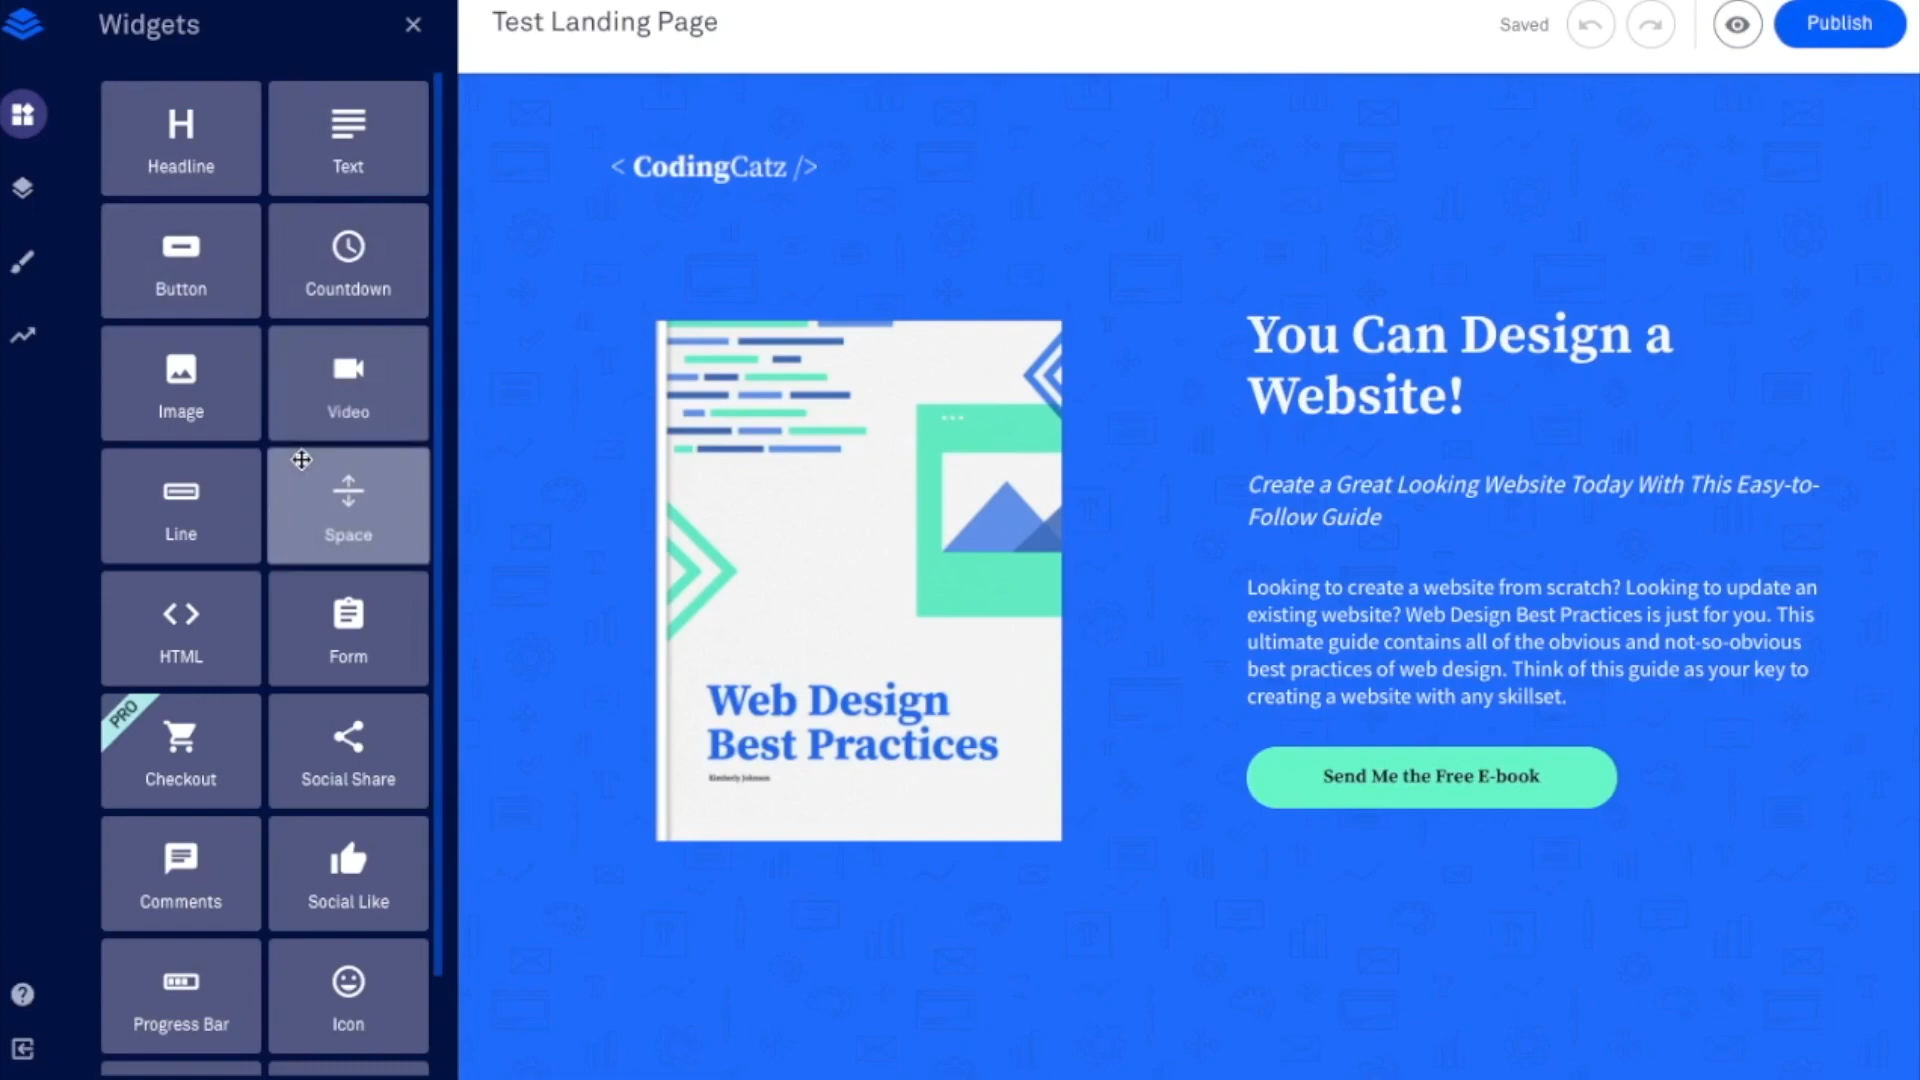 Widgets
Test Landing Page
Saved
Publish
Headline
Text
Button
Countdown
Image
Video
Line
Space
HTML
Form
PRO
Checkout
Social Share
Comments
Social Like
Progress Bar
Icon
< CodingCatz />
Web Design
Best Practices
Kimberly Johnson
You Can Design a
Website!
Create a Great Looking Website Today With This Easy-to-
Follow Guide
Looking to create a website from scratch? Looking to update an
existing website? Web Design Best Practices is just for you. This
ultimate guide contains all of the obvious and not-so-obvious
best practices of web design. Think of this guide as your key to
creating a website with any skillset.
Send Me the Free E-book